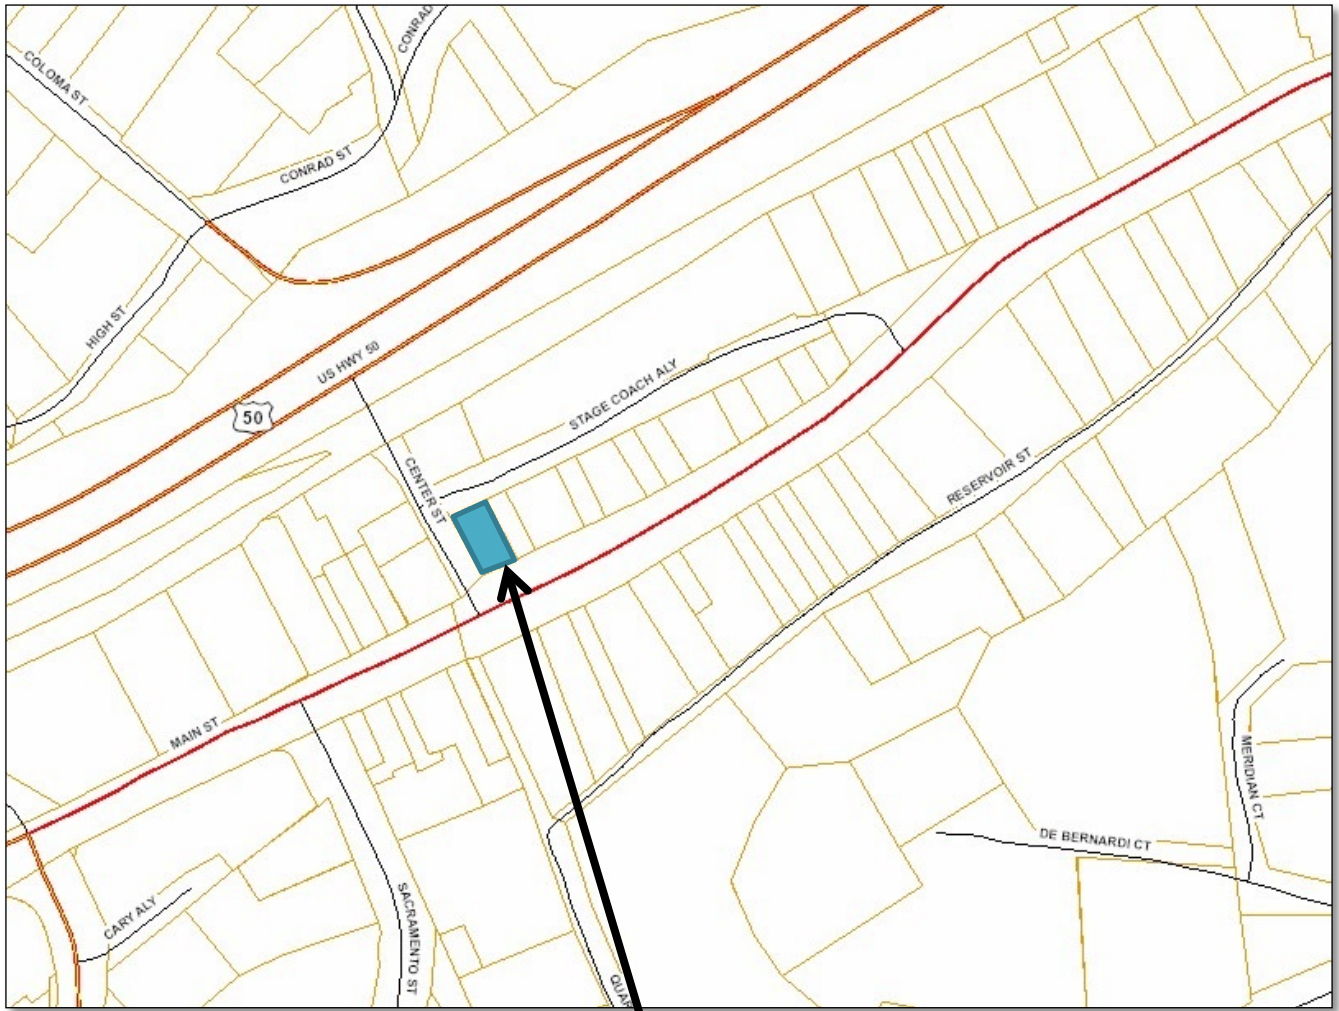 COLOMA ST
CONRAD
CONRAD ST
HIGH ST
US HWY 50
50
STAGE COACH ALY
CENTER ST
RESERVOIR ST
MAIN ST
MERIDIAN CT
DE BERNARDI CT
CARY ALY
SACRAMENTO ST